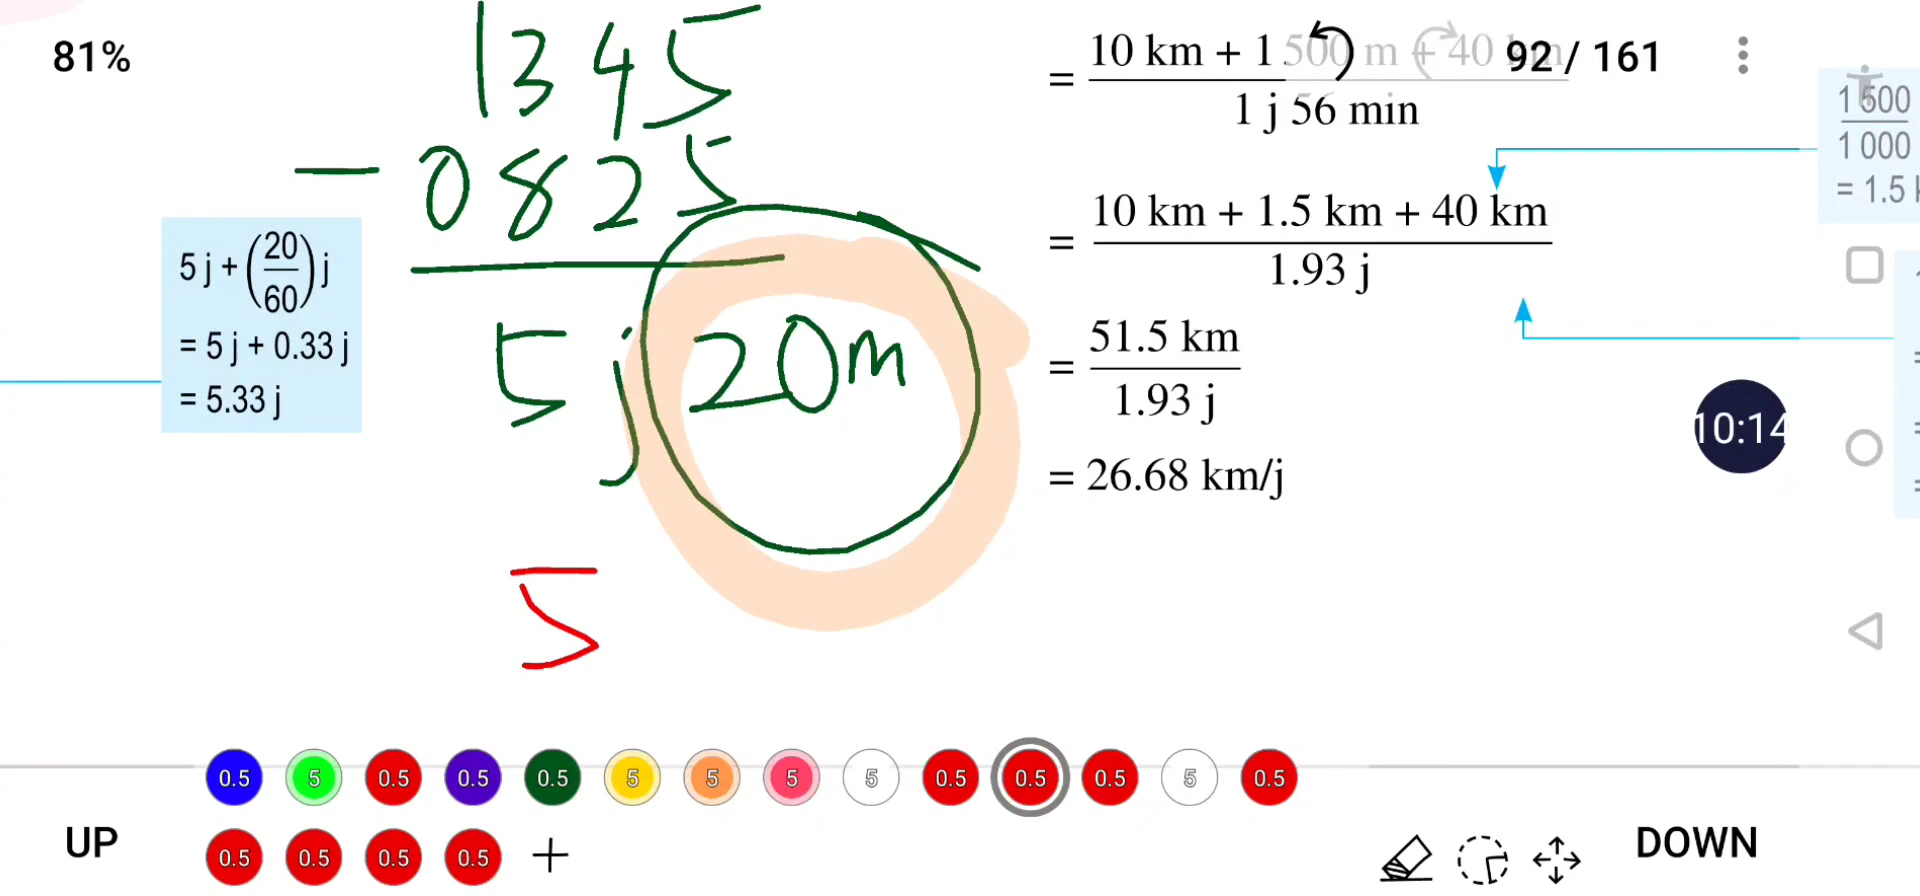 81%
1345
- 0825
5 j 20m
5
5 j + (20/60) j
= 5 j + 0.33 j
= 5.33 j
= 10 km + 1 500 m + 40 km
1 j 56 min
= 10 km + 1.5 km + 40 km
1.93 j
= 51.5 km
1.93 j
= 26.68 km/j
92 / 161
1 500
1 000
= 1.5
10:14
0.5 5 0.5 0.5 0.5 5 5 5 5 0.5 0.5 0.5 5 0.5
0.5 0.5 0.5 0.5 +
UP
DOWN